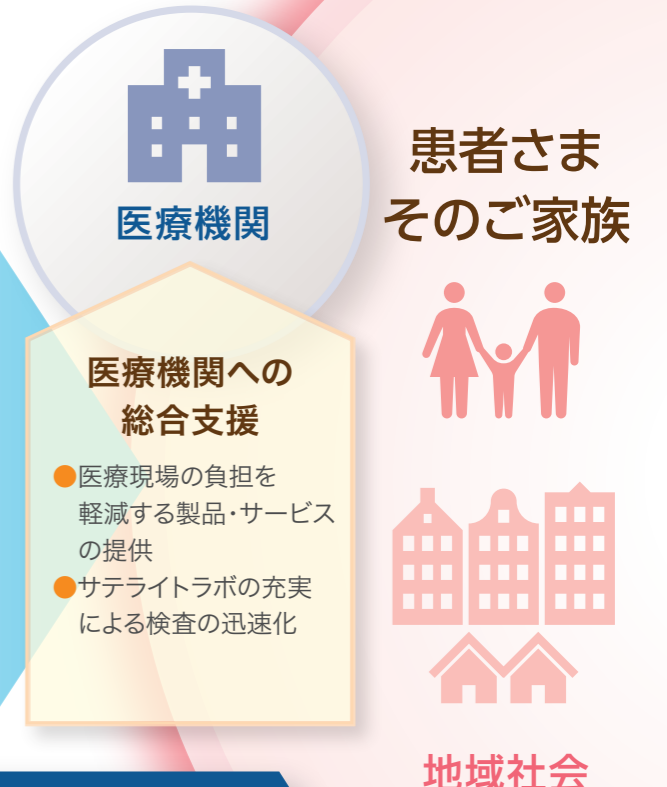 医療機関
患者さま
そのご家族
医療機関への
総合支援
●医療現場の負担を
軽減する製品・サービス
の提供
●サテライトラボの充実
による検査の迅速化
地域社会